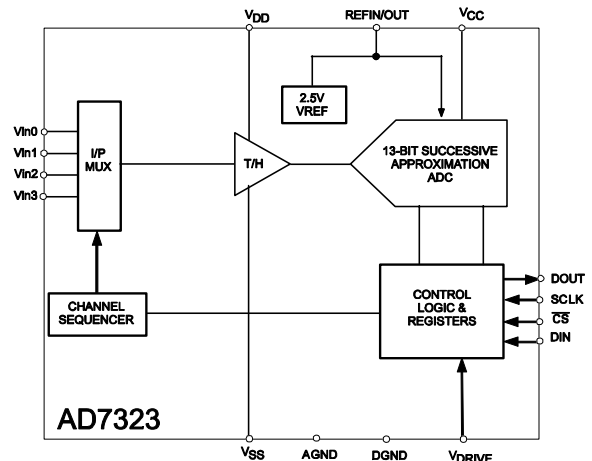 VDD
REFIN/OUT
VCC
2.5V
VREF
VIn0
VIn1
VIn2
VIn3
I/P
MUX
T/H
13-BIT SUCCESSIVE
APPROXIMATION
ADC
CHANNEL
SEQUENCER
CONTROL
LOGIC &
REGISTERS
DOUT
SCLK
CS
DIN
AD7323
VSS
AGND
DGND
VDRIVE